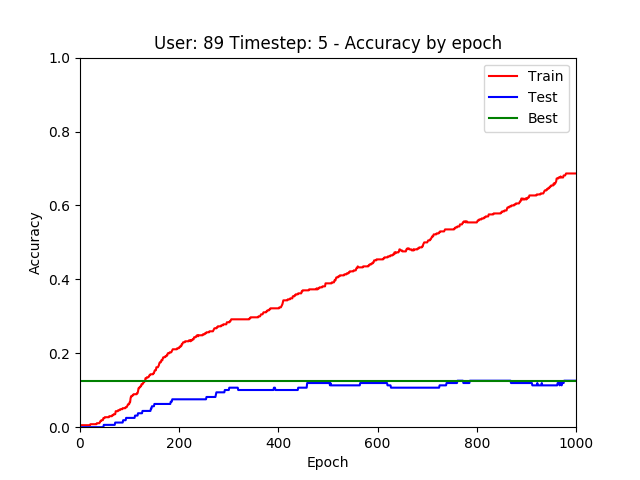 User: 89 Timestep: 5 - Accuracy by epoch
1.0
0.8
0.6
0.4
0.2
0.0
Accuracy
Train
Test
Best
0 200 400 600 800 1000
Epoch